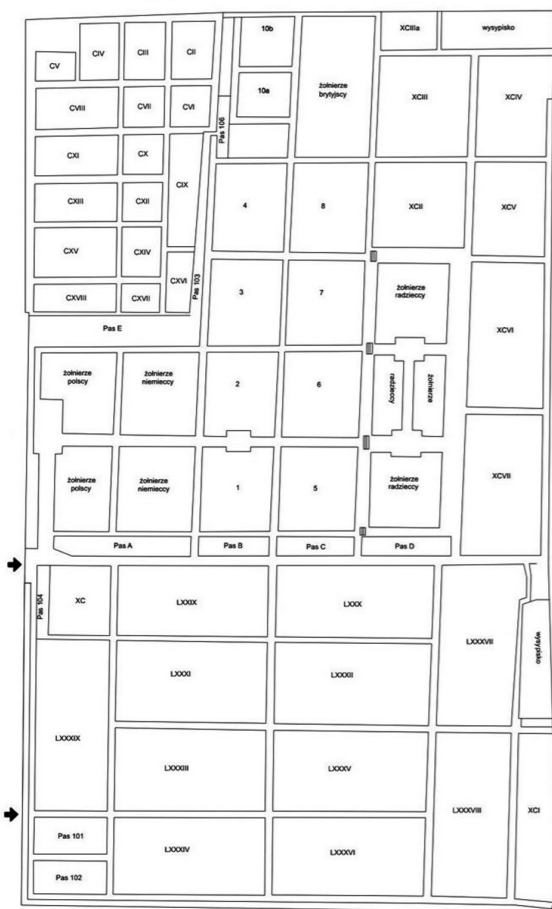 CV
CIV
CIII
CII
10b
żołnierze
brytyjscy
XCIIIa
wysypisko
CVIII
CVII
CVI
Pas 106
10a
XCIII
XCIV
CXI
CX
CIX
CXIII
CXII
4
8
XCII
XCV
CXV
CXIV
CXVI
Pas 103
3
7
żołnierze
radzieccy
CXVIII
CXVII
Pas E
XCVI
żołnierze
polscy
żołnierze
niemieccy
2
6
radzieccy
żołnierze
żołnierze
polscy
żołnierze
niemieccy
1
5
żołnierze
radzieccy
XCVII
Pas A
Pas B
Pas C
Pas D
Pas 104
XC
LXXIX
LXXX
LXXXVII
wysypisko
LXXXI
LXXXII
LXXXIX
LXXXIII
LXXXV
LXXXVIII
XCI
Pas 101
LXXXIV
LXXXVI
Pas 102